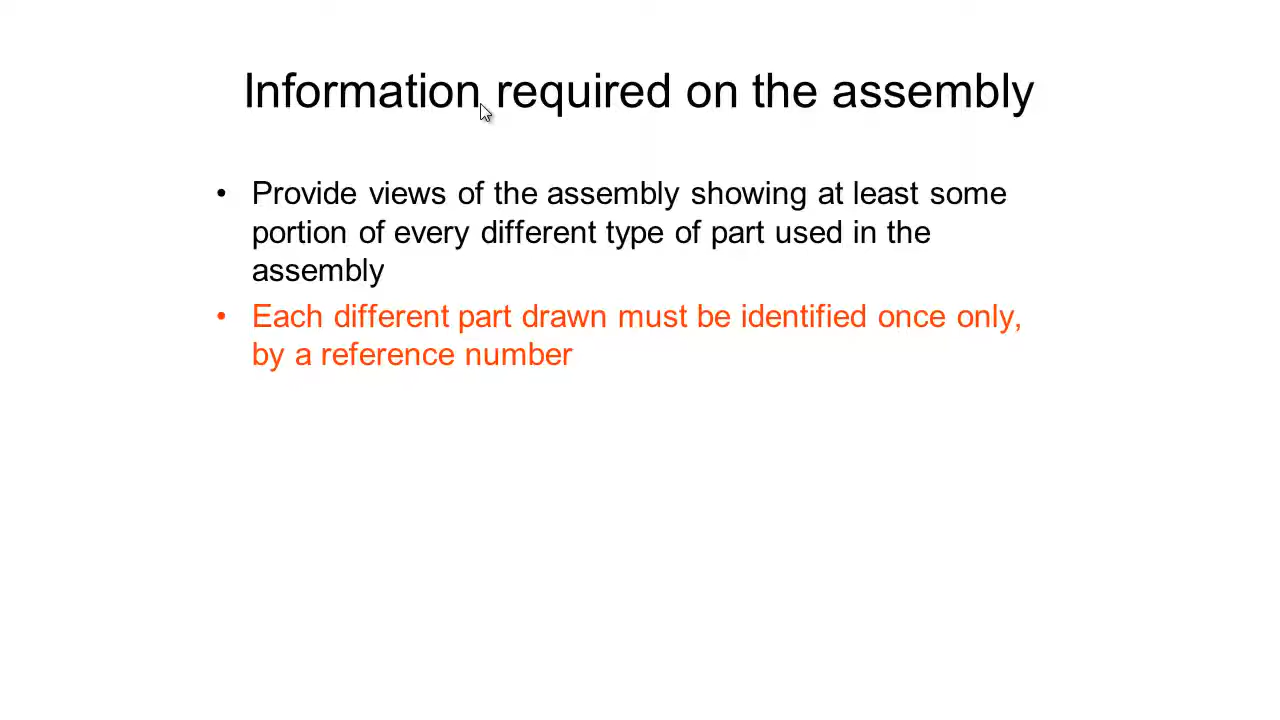 Information required on the assembly
• Provide views of the assembly showing at least some
portion of every different type of part used in the
assembly
• Each different part drawn must be identified once only,
by a reference number